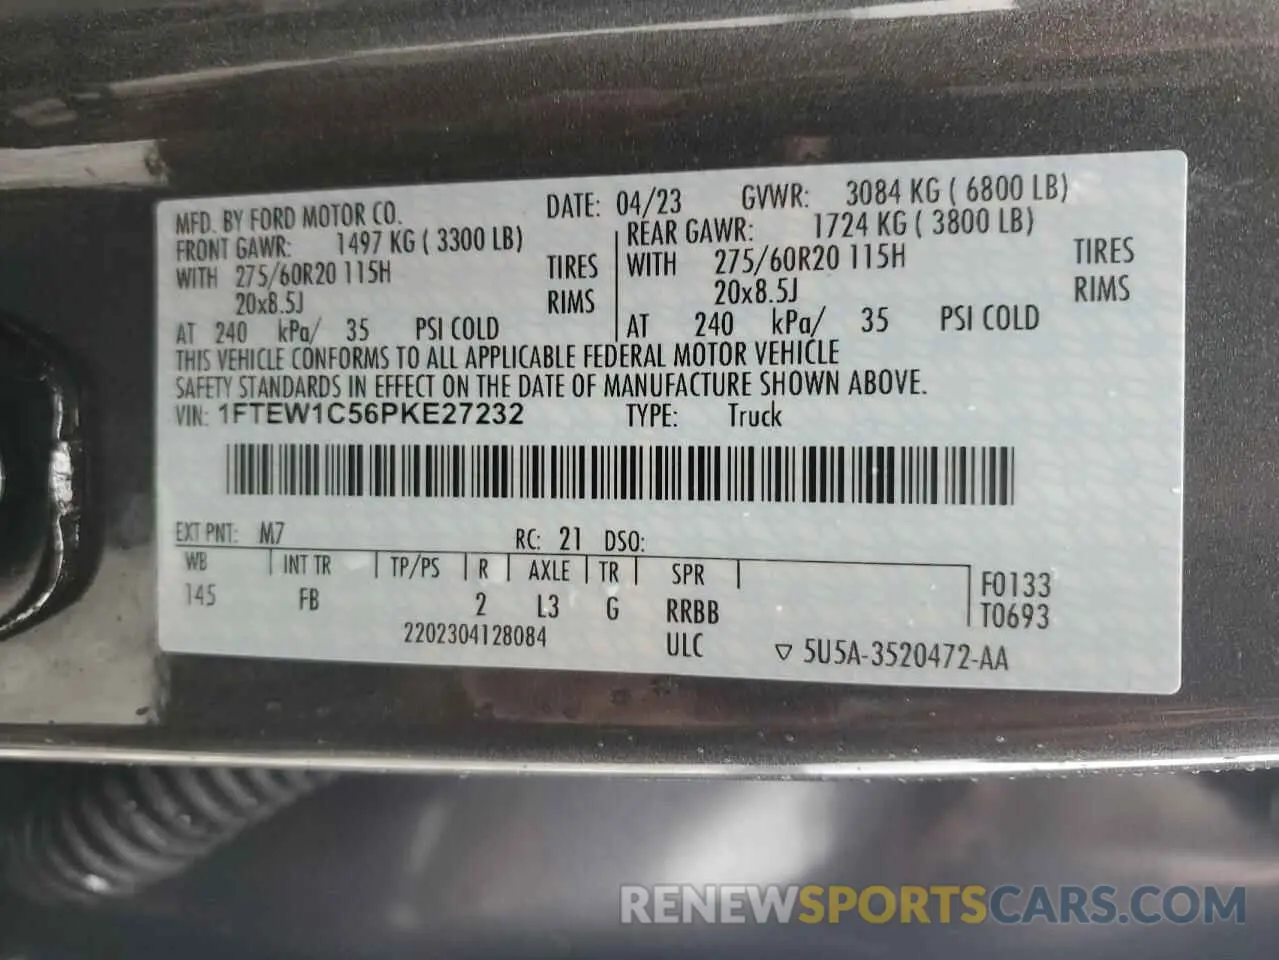 MFD. BY FORD MOTOR CO. DATE: 04/23 GVWR: 3084 KG ( 6800 LB)
FRONT GAWR: 1497 KG ( 3300 LB) REAR GAWR: 1724 KG ( 3800 LB)
WITH 275/60R20 115H TIRES WITH 275/60R20 115H TIRES
20x8.5J RIMS 20x8.5J RIMS
AT 240 kPa/ 35 PSI COLD AT 240 kPa/ 35 PSI COLD
THIS VEHICLE CONFORMS TO ALL APPLICABLE FEDERAL MOTOR VEHICLE
SAFETY STANDARDS IN EFFECT ON THE DATE OF MANUFACTURE SHOWN ABOVE.
VIN: 1FTEW1C56PKE27232 TYPE: Truck
EXT PNT: M7 RC: 21 DSO:
WB INT TR TP/PS R AXLE TR SPR F0133
145 FB 2 L3 G RRBB T0693
2202304128084 ULC ▽ 5U5A-3520472-AA
RENEWSPORTSCARS.COM